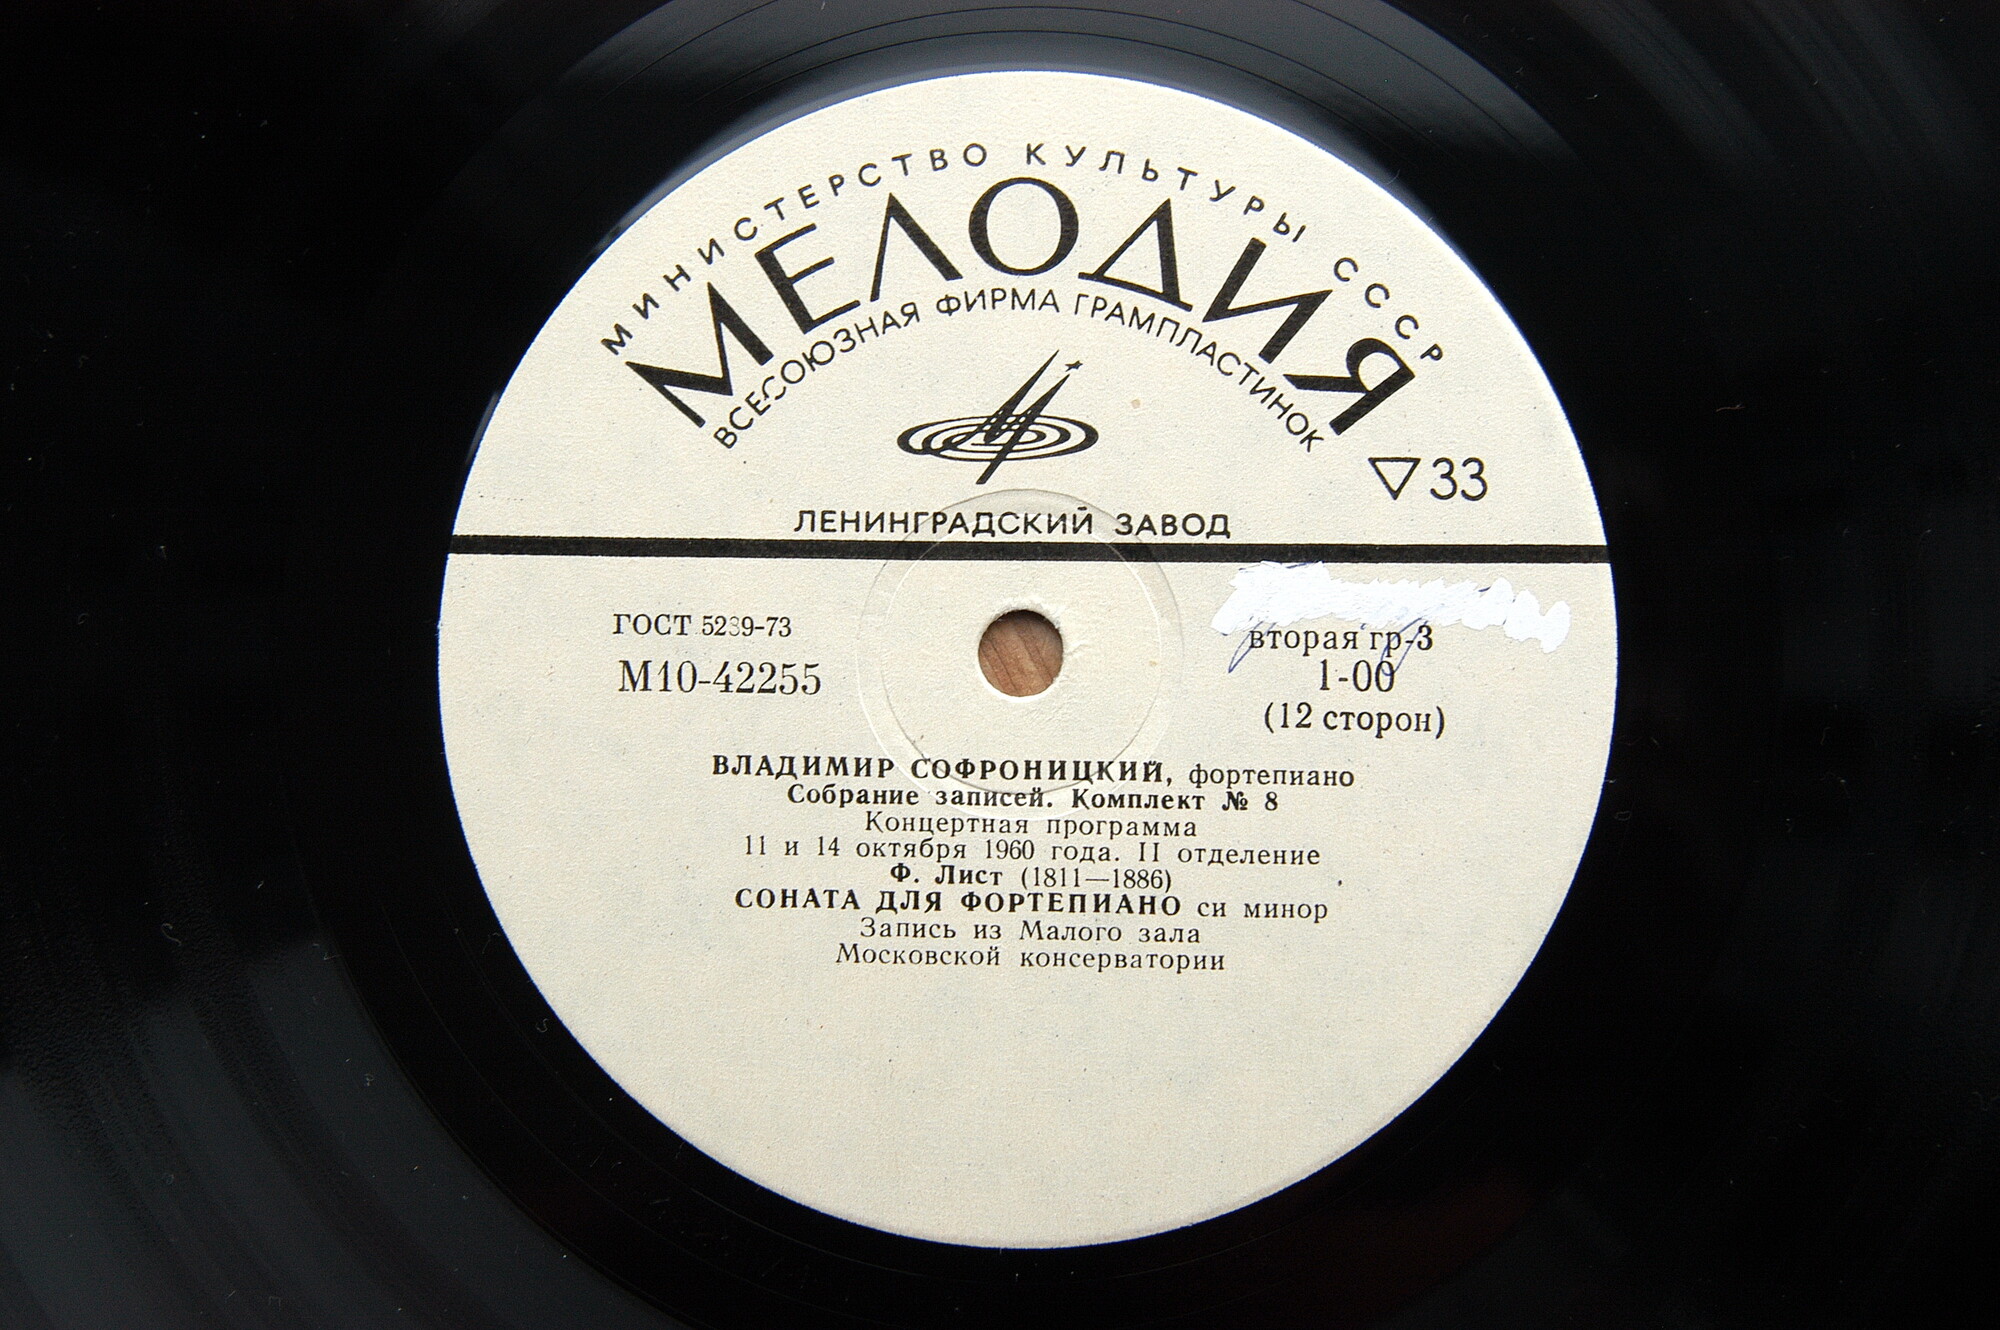 МИНИСТЕРСТВО КУЛЬТУРЫ СССР
МЕЛОДИЯ
ВСЕСОЮЗНАЯ ФИРМА ГРАМПЛАСТИНОК
▽33
ЛЕНИНГРАДСКИЙ ЗАВОД
ГОСТ 5289-73
М10-42255
вторая гр-3
1-00
(12 сторон)
ВЛАДИМИР СОФРОНИЦКИЙ, фортепиано
Собрание записей. Комплект № 8
Концертная программа
11 и 14 октября 1960 года. II отделение
Ф. Лист (1811—1886)
СОНАТА ДЛЯ ФОРТЕПИАНО си минор
Запись из Малого зала
Московской консерватории